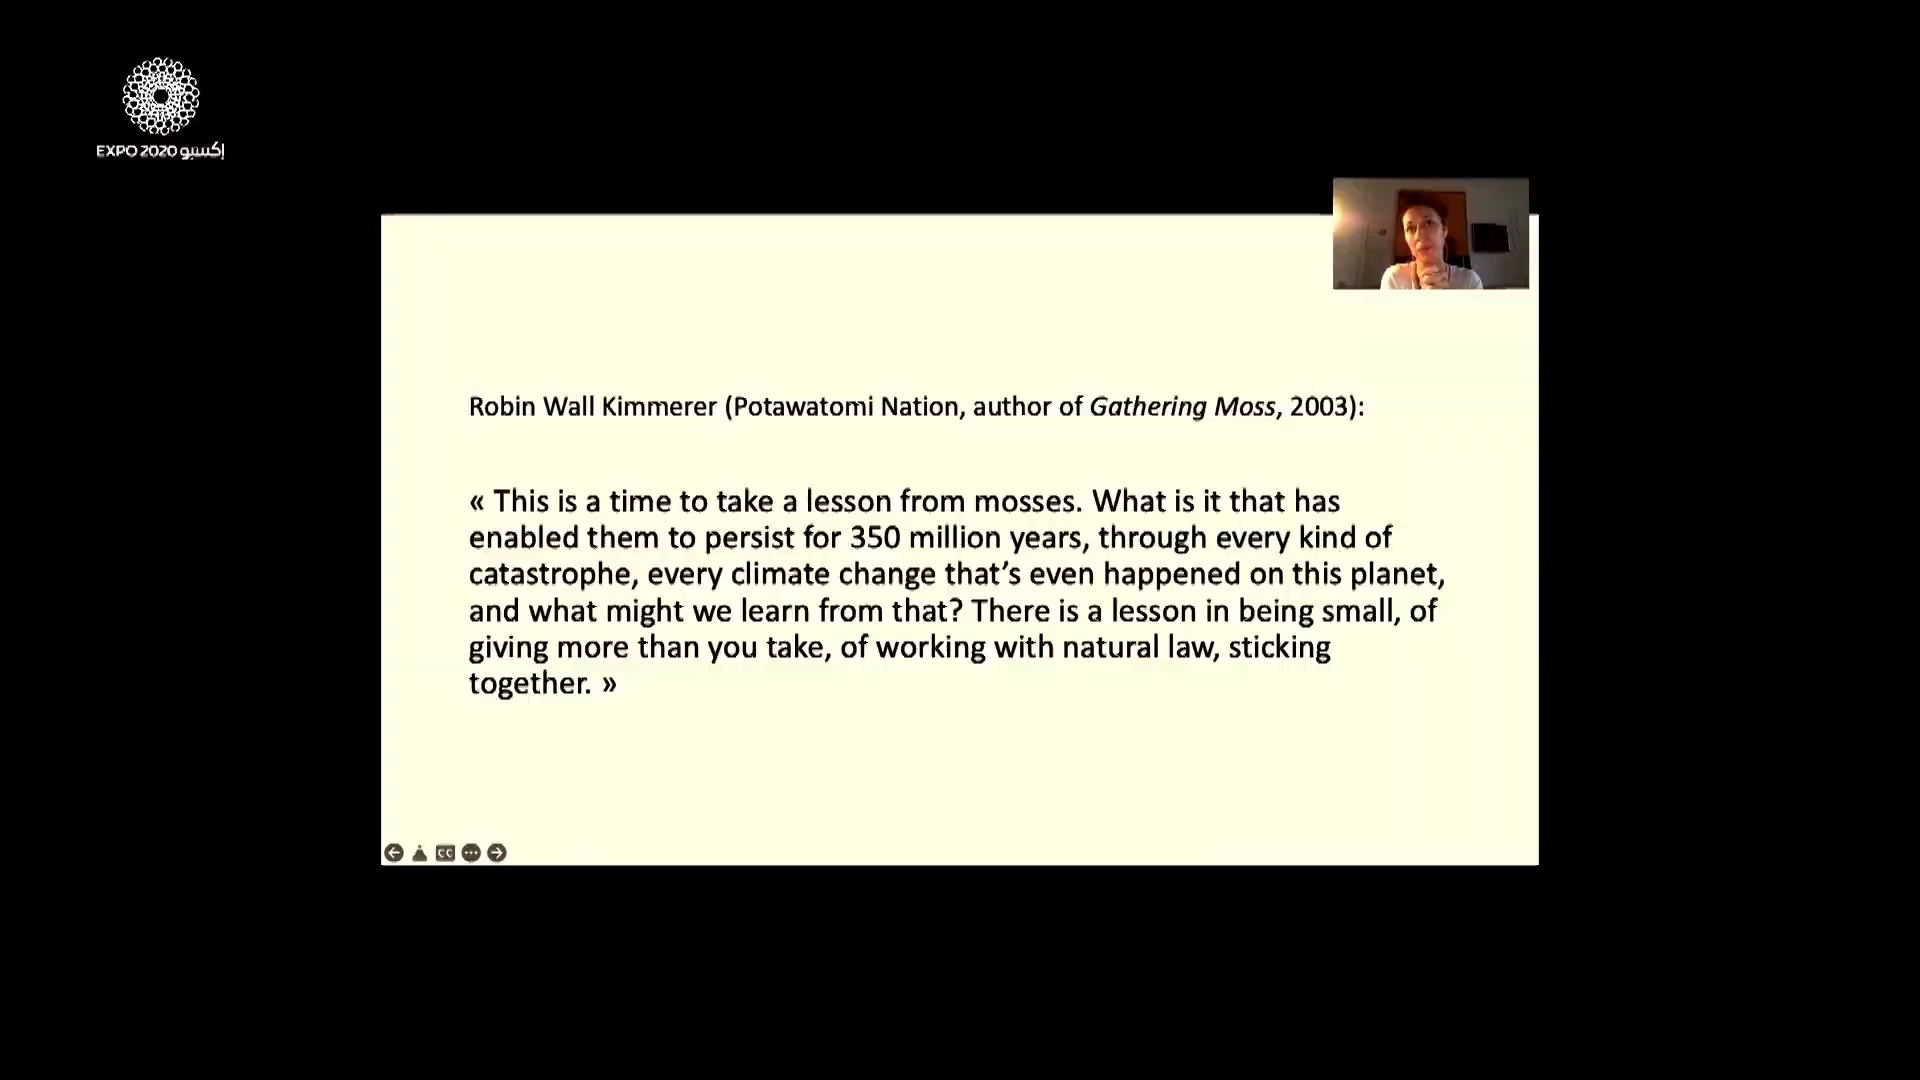 EXPO 2020 إكسبو
Robin Wall Kimmerer (Potawatomi Nation, author of Gathering Moss, 2003):
« This is a time to take a lesson from mosses. What is it that has
enabled them to persist for 350 million years, through every kind of
catastrophe, every climate change that’s even happened on this planet,
and what might we learn from that? There is a lesson in being small, of
giving more than you take, of working with natural law, sticking
together. »
CC